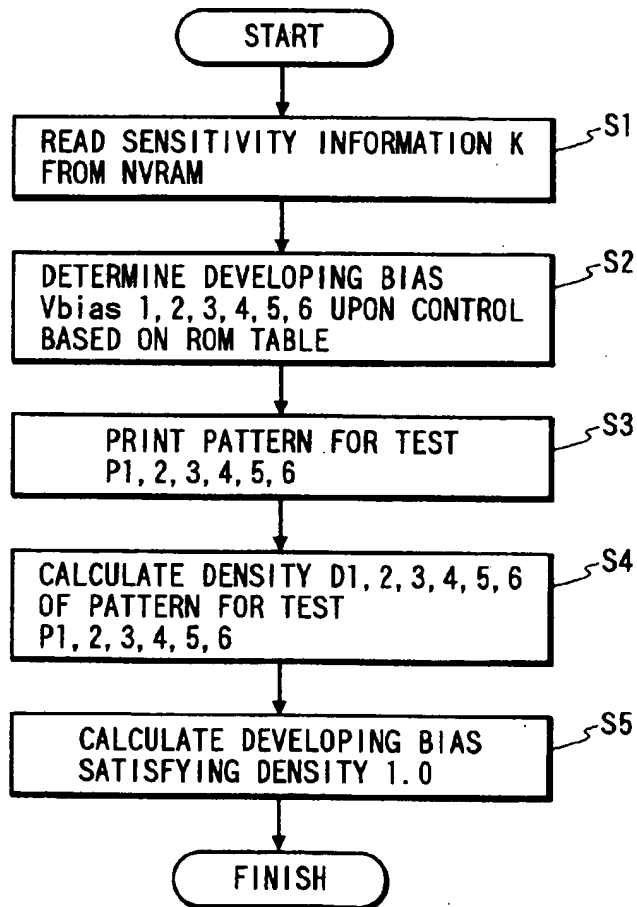 START
READ SENSITIVITY INFORMATION K
FROM NVRAM
S1
DETERMINE DEVELOPING BIAS
Vbias 1, 2, 3, 4, 5, 6 UPON CONTROL
BASED ON ROM TABLE
S2
PRINT PATTERN FOR TEST
P1, 2, 3, 4, 5, 6
S3
CALCULATE DENSITY D1, 2, 3, 4, 5, 6
OF PATTERN FOR TEST
P1, 2, 3, 4, 5, 6
S4
CALCULATE DEVELOPING BIAS
SATISFYING DENSITY 1.0
S5
FINISH